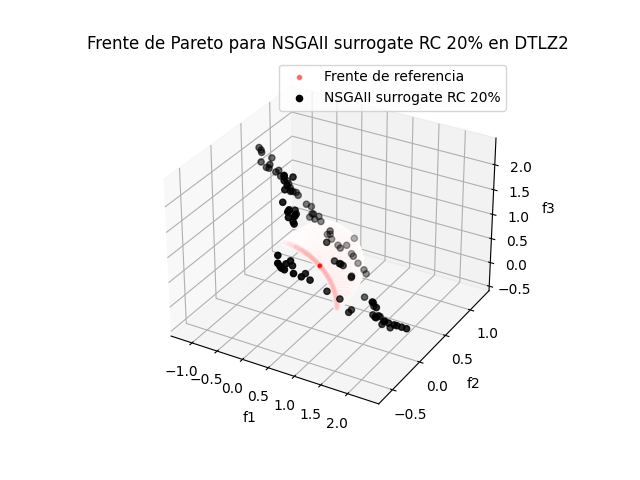 Frente de Pareto para NSGAII surrogate RC 20% en DTLZ2
Frente de referencia
NSGAII surrogate RC 20%
2.0
1.5
1.0
0.5
0.0
−0.5
f3
1.0
0.5
0.0
−0.5
f2
−1.0
−0.5
0.0
0.5
1.0
1.5
2.0
f1